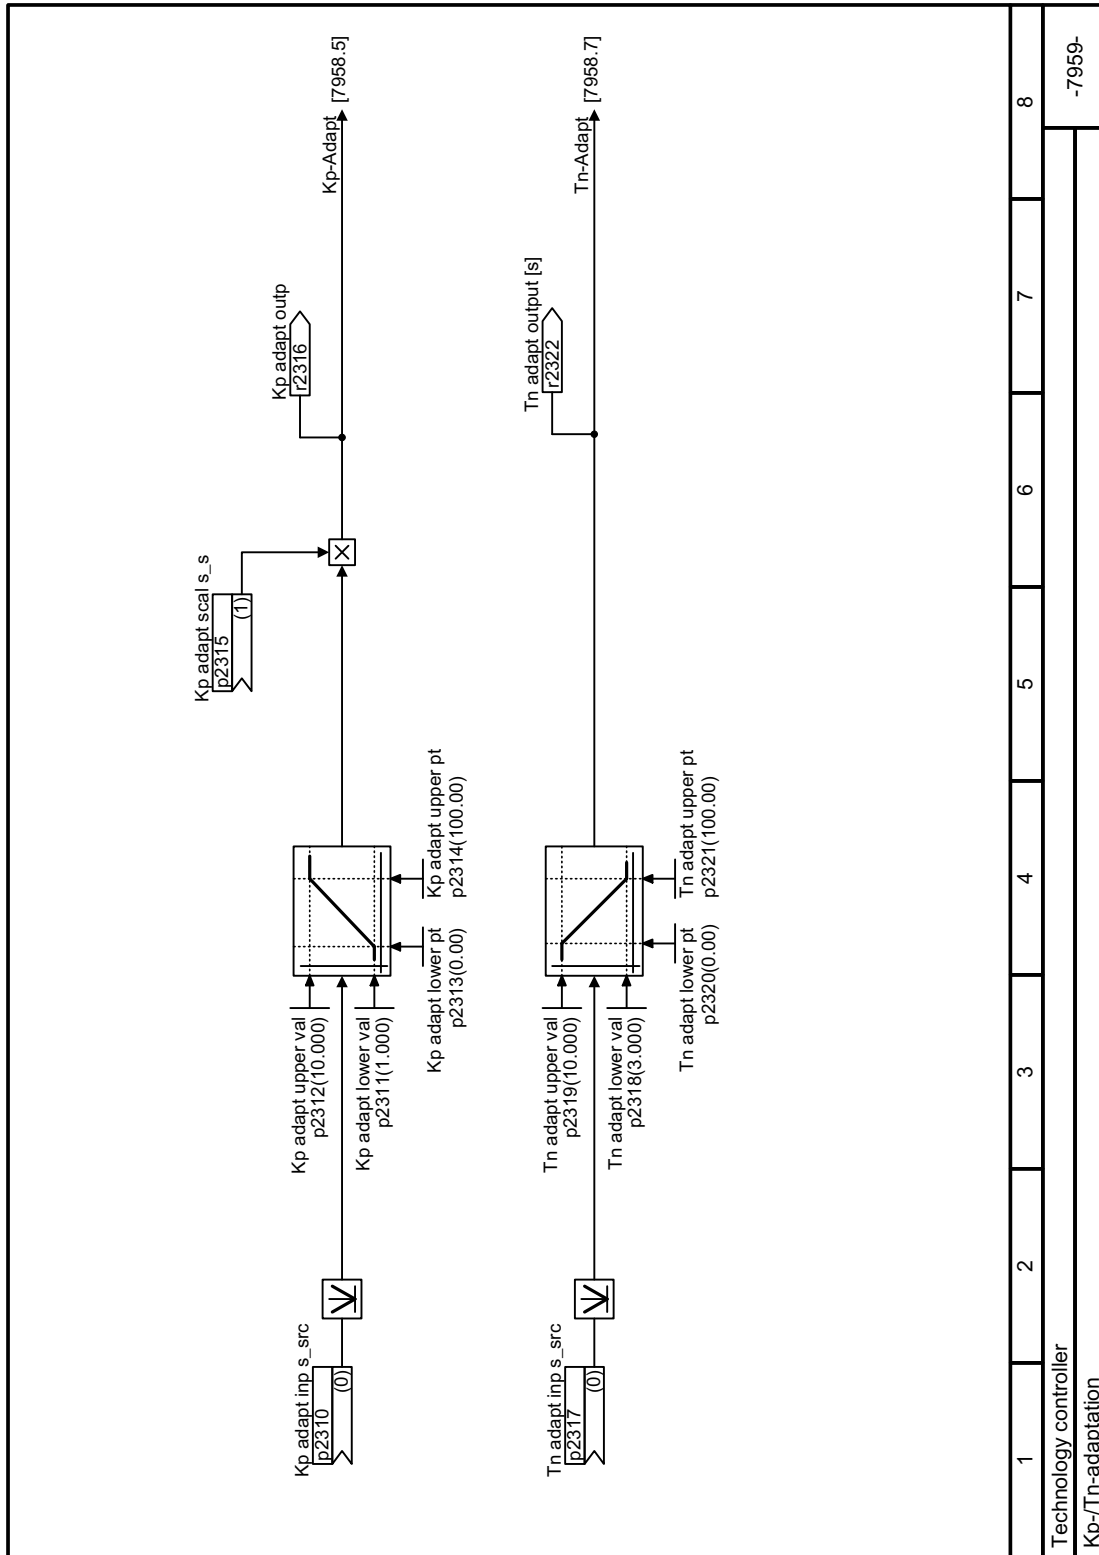 Kp adapt inp s_src
p2310
(0)
Kp adapt upper val
p2312(10.000)
Kp adapt lower val
p2311(1.000)
Kp adapt lower pt
p2313(0.00)
Kp adapt upper pt
p2314(100.00)
Kp adapt scal s_s
p2315
(1)
X
Kp adapt outp
r2316
Kp-Adapt
[7958.5]
Tn adapt inp s_src
p2317
(0)
Tn adapt upper val
p2319(10.000)
Tn adapt lower val
p2318(3.000)
Tn adapt lower pt
p2320(0.00)
Tn adapt upper pt
p2321(100.00)
Tn adapt output [s]
r2322
Tn-Adapt
[7958.7]
1 2 3 4 5 6 7 8
Technology controller
-7959-
Kp-/Tn-adaptation